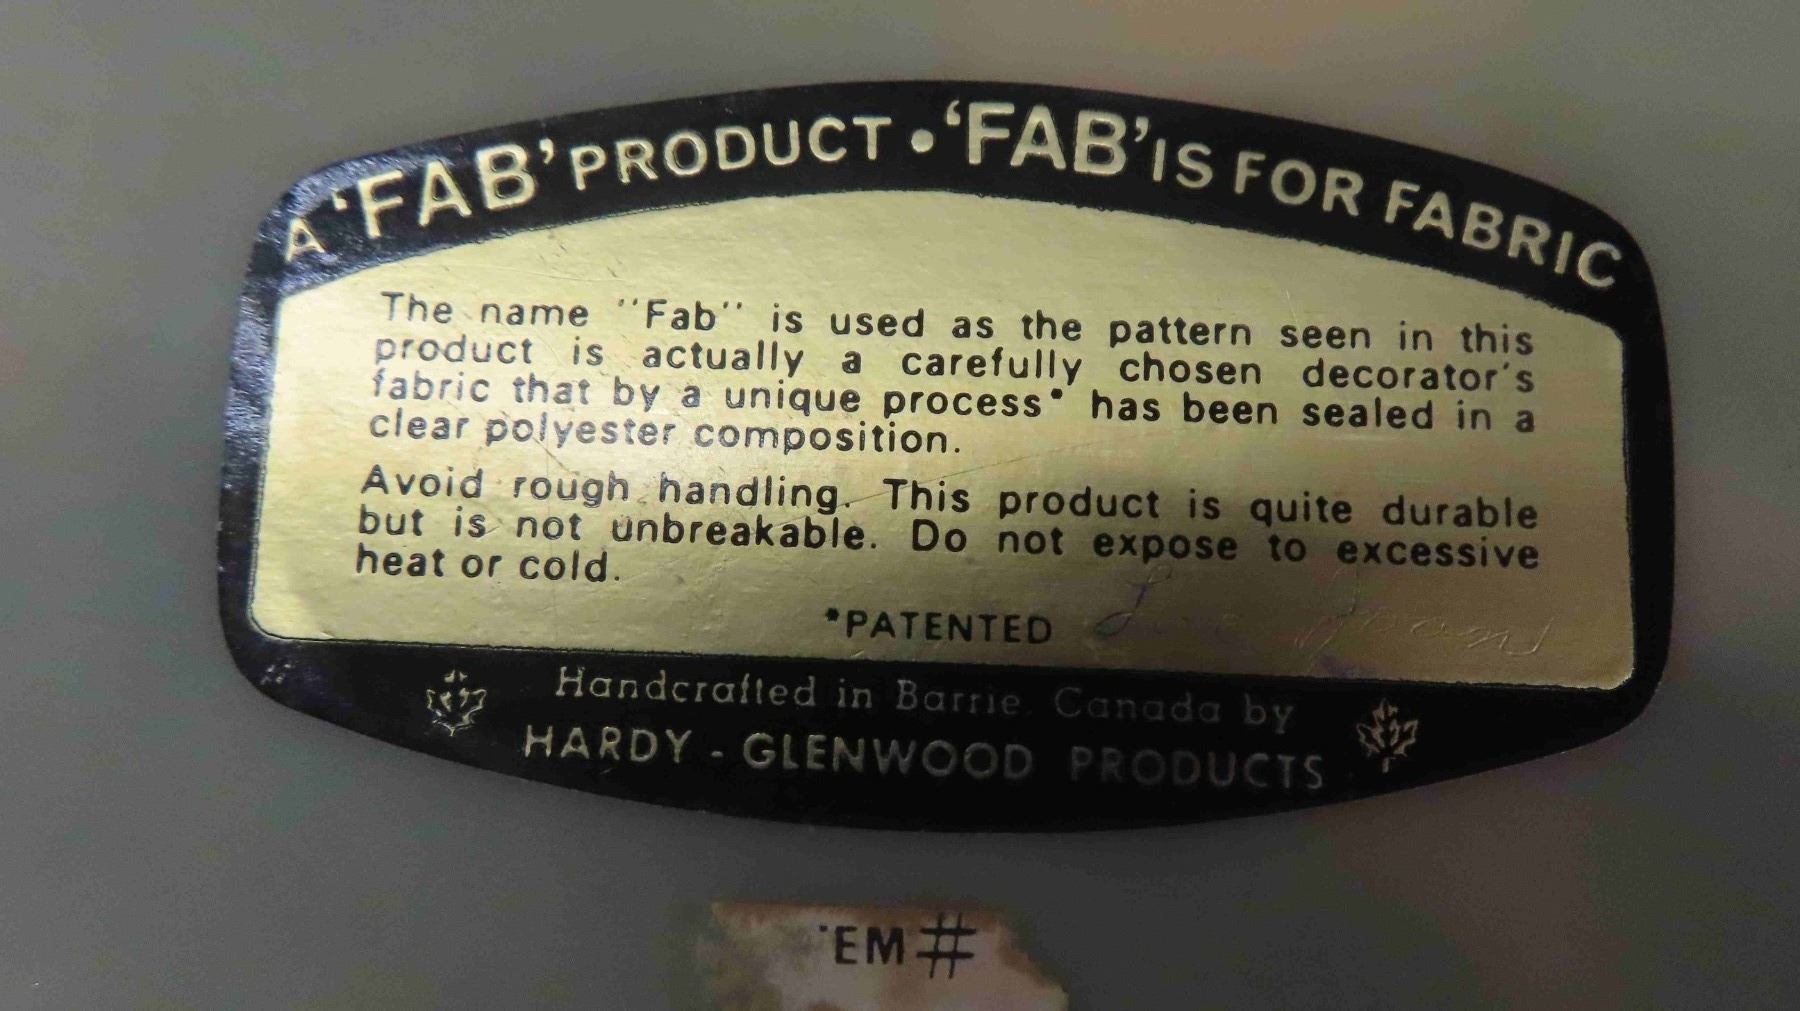 A 'FAB' PRODUCT • 'FAB' IS FOR FABRIC
The name "Fab" is used as the pattern seen in this
product is actually a carefully chosen decorator's
fabric that by a unique process* has been sealed in a
clear polyester composition.
Avoid rough handling. This product is quite durable
but is not unbreakable. Do not expose to excessive
heat or cold.
*PATENTED
Handcrafted in Barrie. Canada by
HARDY - GLENWOOD PRODUCTS
EM #